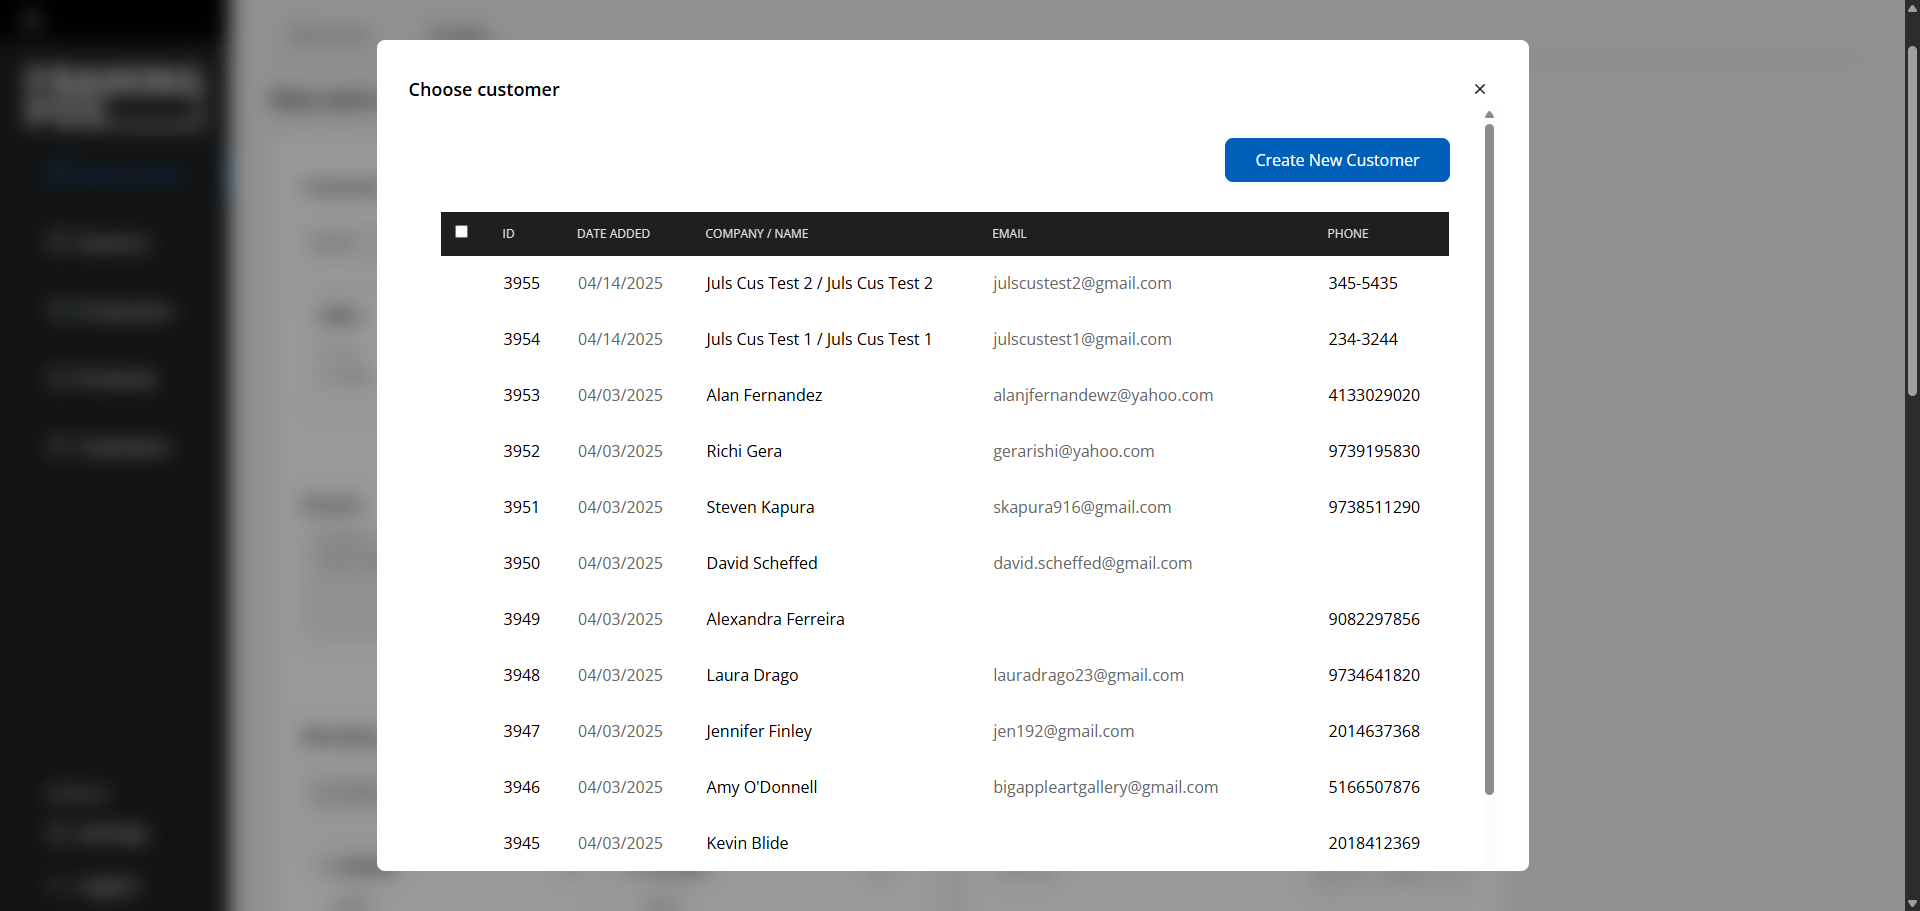 Choose customer ×
Create New Customer
ID DATE ADDED COMPANY / NAME EMAIL PHONE
3955 04/14/2025 Juls Cus Test 2 / Juls Cus Test 2 julscustest2@gmail.com 345-5435
3954 04/14/2025 Juls Cus Test 1 / Juls Cus Test 1 julscustest1@gmail.com 234-3244
3953 04/03/2025 Alan Fernandez alanjfernandewz@yahoo.com 4133029020
3952 04/03/2025 Richi Gera gerarishi@yahoo.com 9739195830
3951 04/03/2025 Steven Kapura skapura916@gmail.com 9738511290
3950 04/03/2025 David Scheffed david.scheffed@gmail.com
3949 04/03/2025 Alexandra Ferreira 9082297856
3948 04/03/2025 Laura Drago lauradrago23@gmail.com 9734641820
3947 04/03/2025 Jennifer Finley jen192@gmail.com 2014637368
3946 04/03/2025 Amy O'Donnell bigappleartgallery@gmail.com 5166507876
3945 04/03/2025 Kevin Blide 2018412369